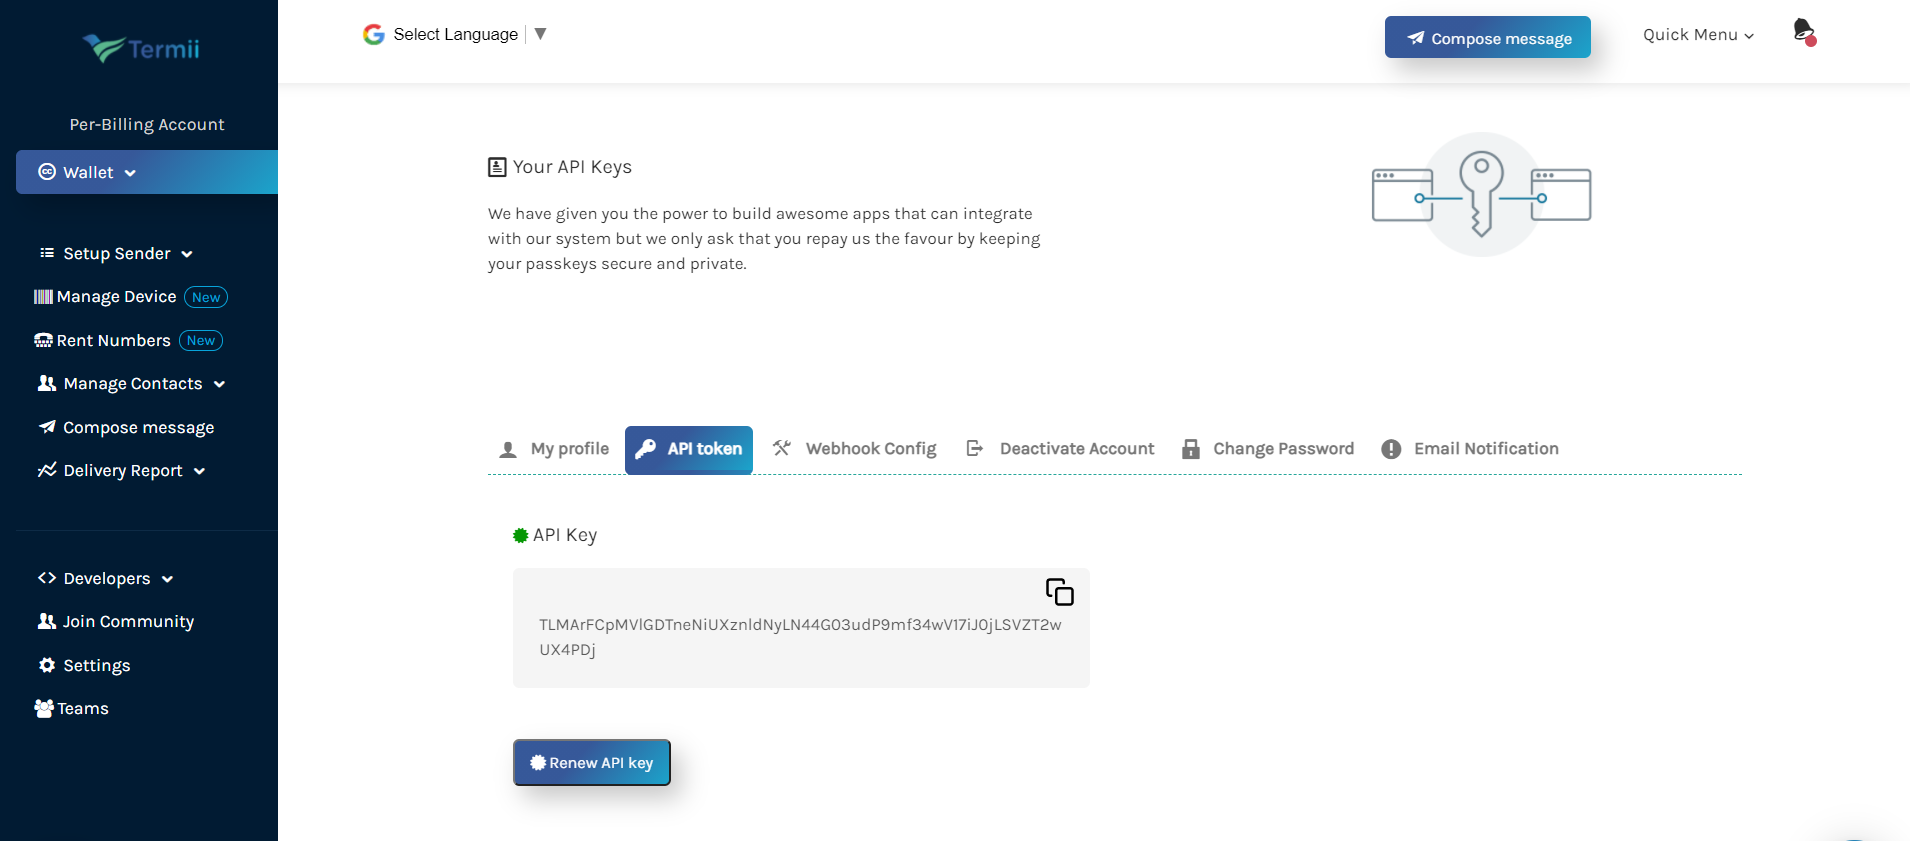 Termii
Select Language ▼
Compose message
Quick Menu
Per-Billing Account
Wallet
Setup Sender
Manage Device New
Rent Numbers New
Manage Contacts
Compose message
Delivery Report
Developers
Join Community
Settings
Teams
Your API Keys
We have given you the power to build awesome apps that can integrate
with our system but we only ask that you repay us the favour by keeping
your passkeys secure and private.
My profile
API token
Webhook Config
Deactivate Account
Change Password
Email Notification
API Key
TLMArFCpMVlGDTneNiUXznldNyLN44G03udP9mf34wV17iJ0jLSVZT2w
UX4PDj
Renew API key